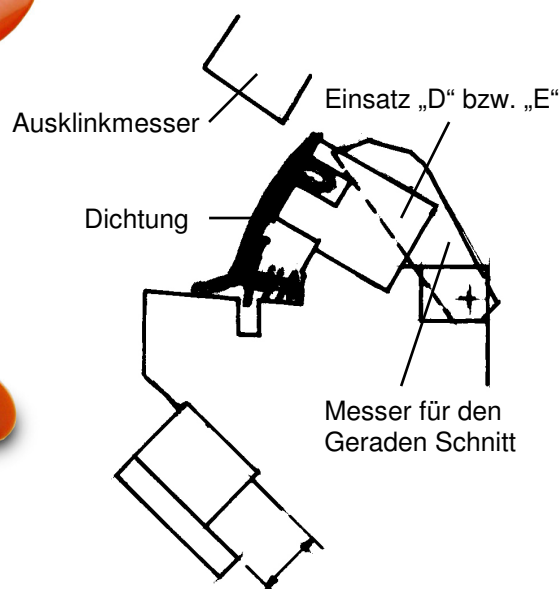 Ausklinkmesser
Einsatz „D“ bzw. „E“
Dichtung
Messer für den
Geraden Schnitt